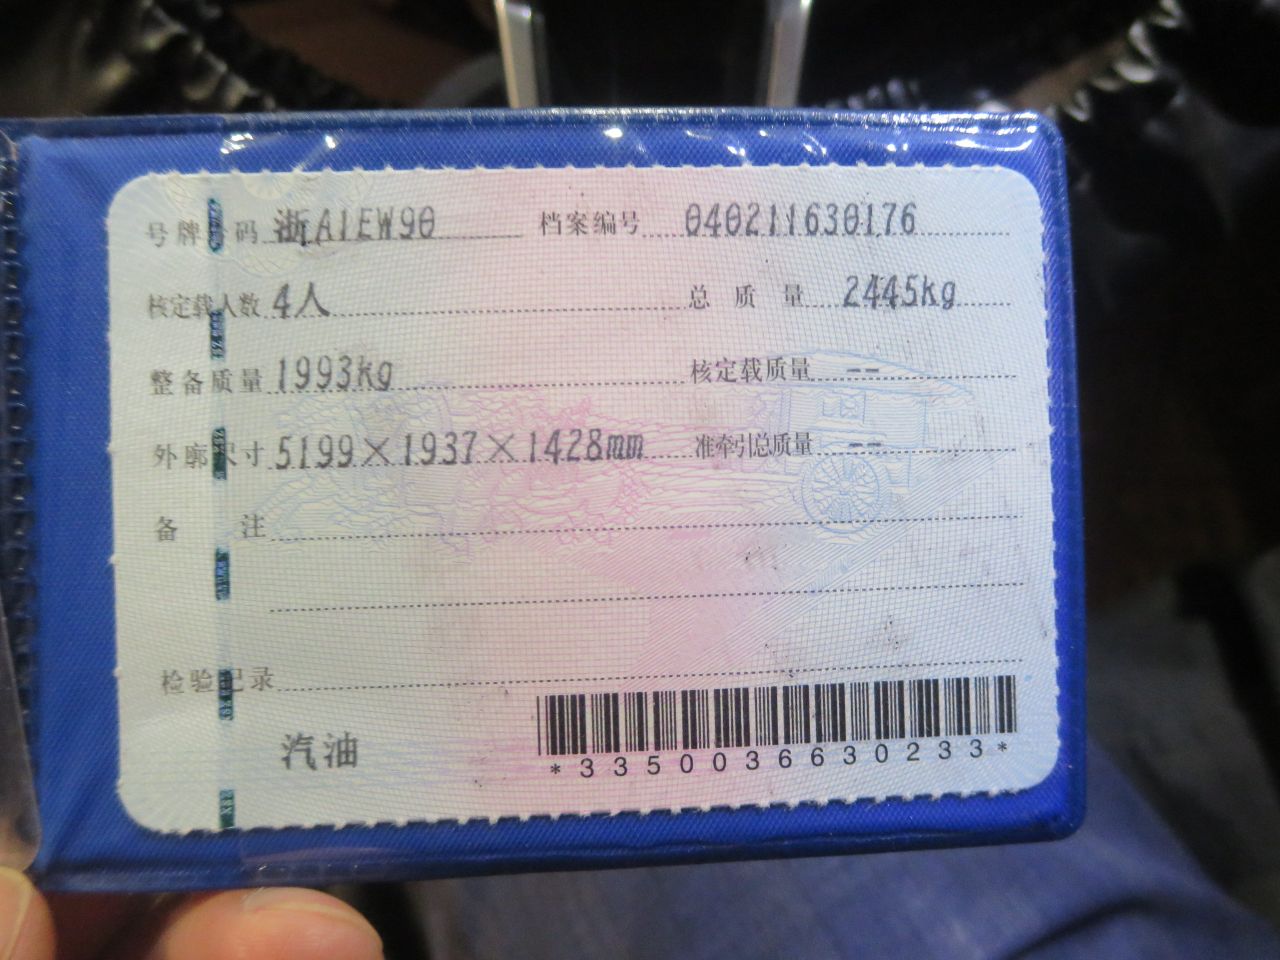 号牌号码 浙A1EW90 档案编号 040211630176
核定载人数 4人 总质量 2445kg
整备质量 1993kg 核定载质量 --
外廓尺寸 5199×1937×1428mm 准牵引总质量 --
备注
检验记录
汽油
*3350036630233*